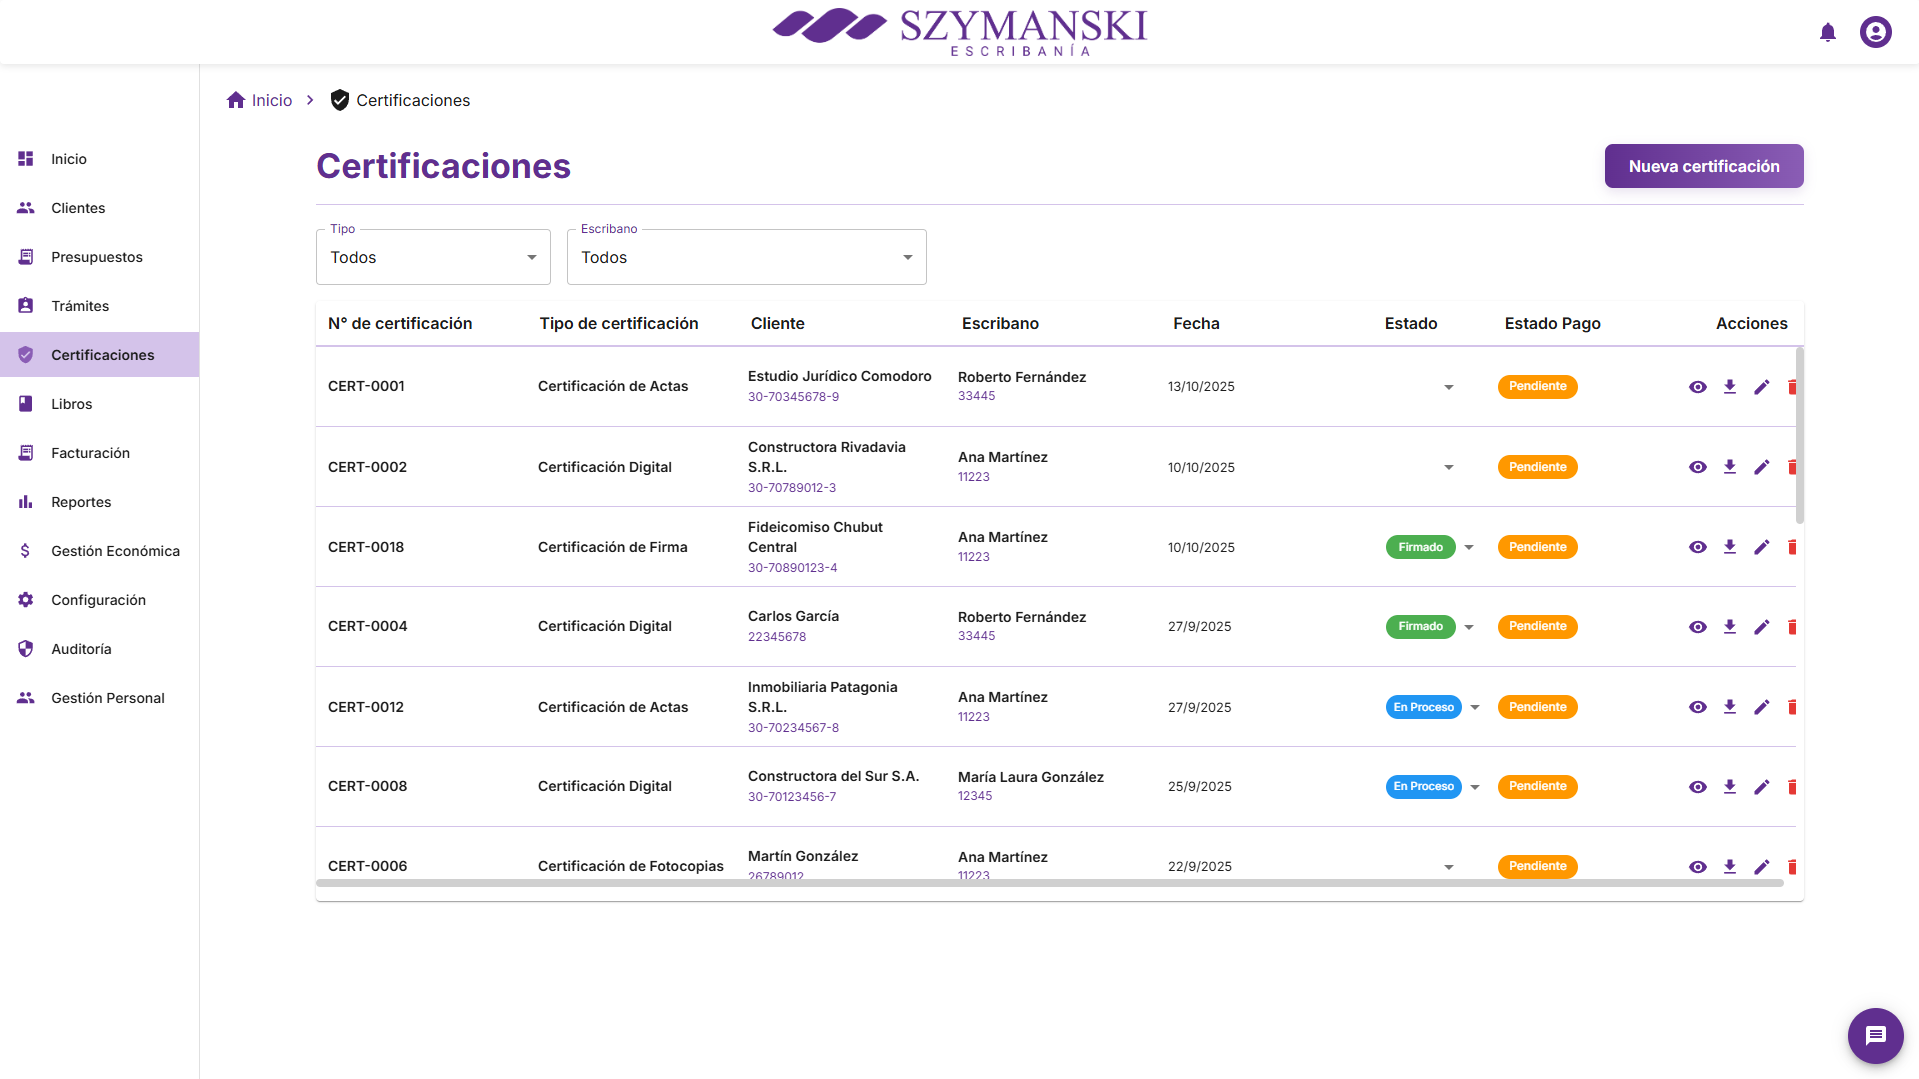 SZYMANSKI
ESCRIBANÍA
Inicio
Certificaciones
Inicio
Clientes
Presupuestos
Trámites
Certificaciones
Libros
Facturación
Reportes
Gestión Económica
Configuración
Auditoría
Gestión Personal
Certificaciones
Nueva certificación
Tipo
Todos
Escribano
Todos
N° de certificación Tipo de certificación Cliente Escribano Fecha Estado Estado Pago Acciones
CERT-0001 Certificación de Actas Estudio Jurídico Comodoro 30-70345678-9 Roberto Fernández 33445 13/10/2025 Pendiente
CERT-0002 Certificación Digital Constructora Rivadavia S.R.L. 30-70789012-3 Ana Martínez 11223 10/10/2025 Pendiente
CERT-0018 Certificación de Firma Fideicomiso Chubut Central 30-70890123-4 Ana Martínez 11223 10/10/2025 Firmado Pendiente
CERT-0004 Certificación Digital Carlos García 22345678 Roberto Fernández 33445 27/9/2025 Firmado Pendiente
CERT-0012 Certificación de Actas Inmobiliaria Patagonia S.R.L. 30-70234567-8 Ana Martínez 11223 27/9/2025 En Proceso Pendiente
CERT-0008 Certificación Digital Constructora del Sur S.A. 30-70123456-7 María Laura González 12345 25/9/2025 En Proceso Pendiente
CERT-0006 Certificación de Fotocopias Martín González 26789012 Ana Martínez 11223 22/9/2025 Pendiente